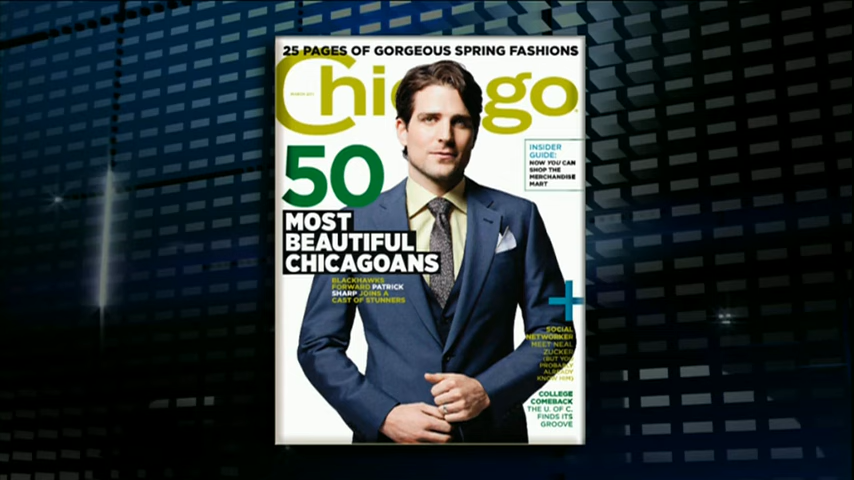 25 PAGES OF GORGEOUS SPRING FASHIONS
Chicago
50
MOST
BEAUTIFUL
CHICAGOANS
BLACKHAWKS
FORWARD PATRICK
SHARP JOINS A
CAST OF STUNNERS
INSIDER
GUIDE:
NOW YOU CAN
SHOP THE
MERCHANDISE
MART
+
SOCIAL
NETWORKER
MEET NEAL
ZUCKER
(BUT YOU
PROBABLY
ALREADY
KNOW HIM)
COLLEGE
COMEBACK
THE U. OF C.
FINDS ITS
GROOVE